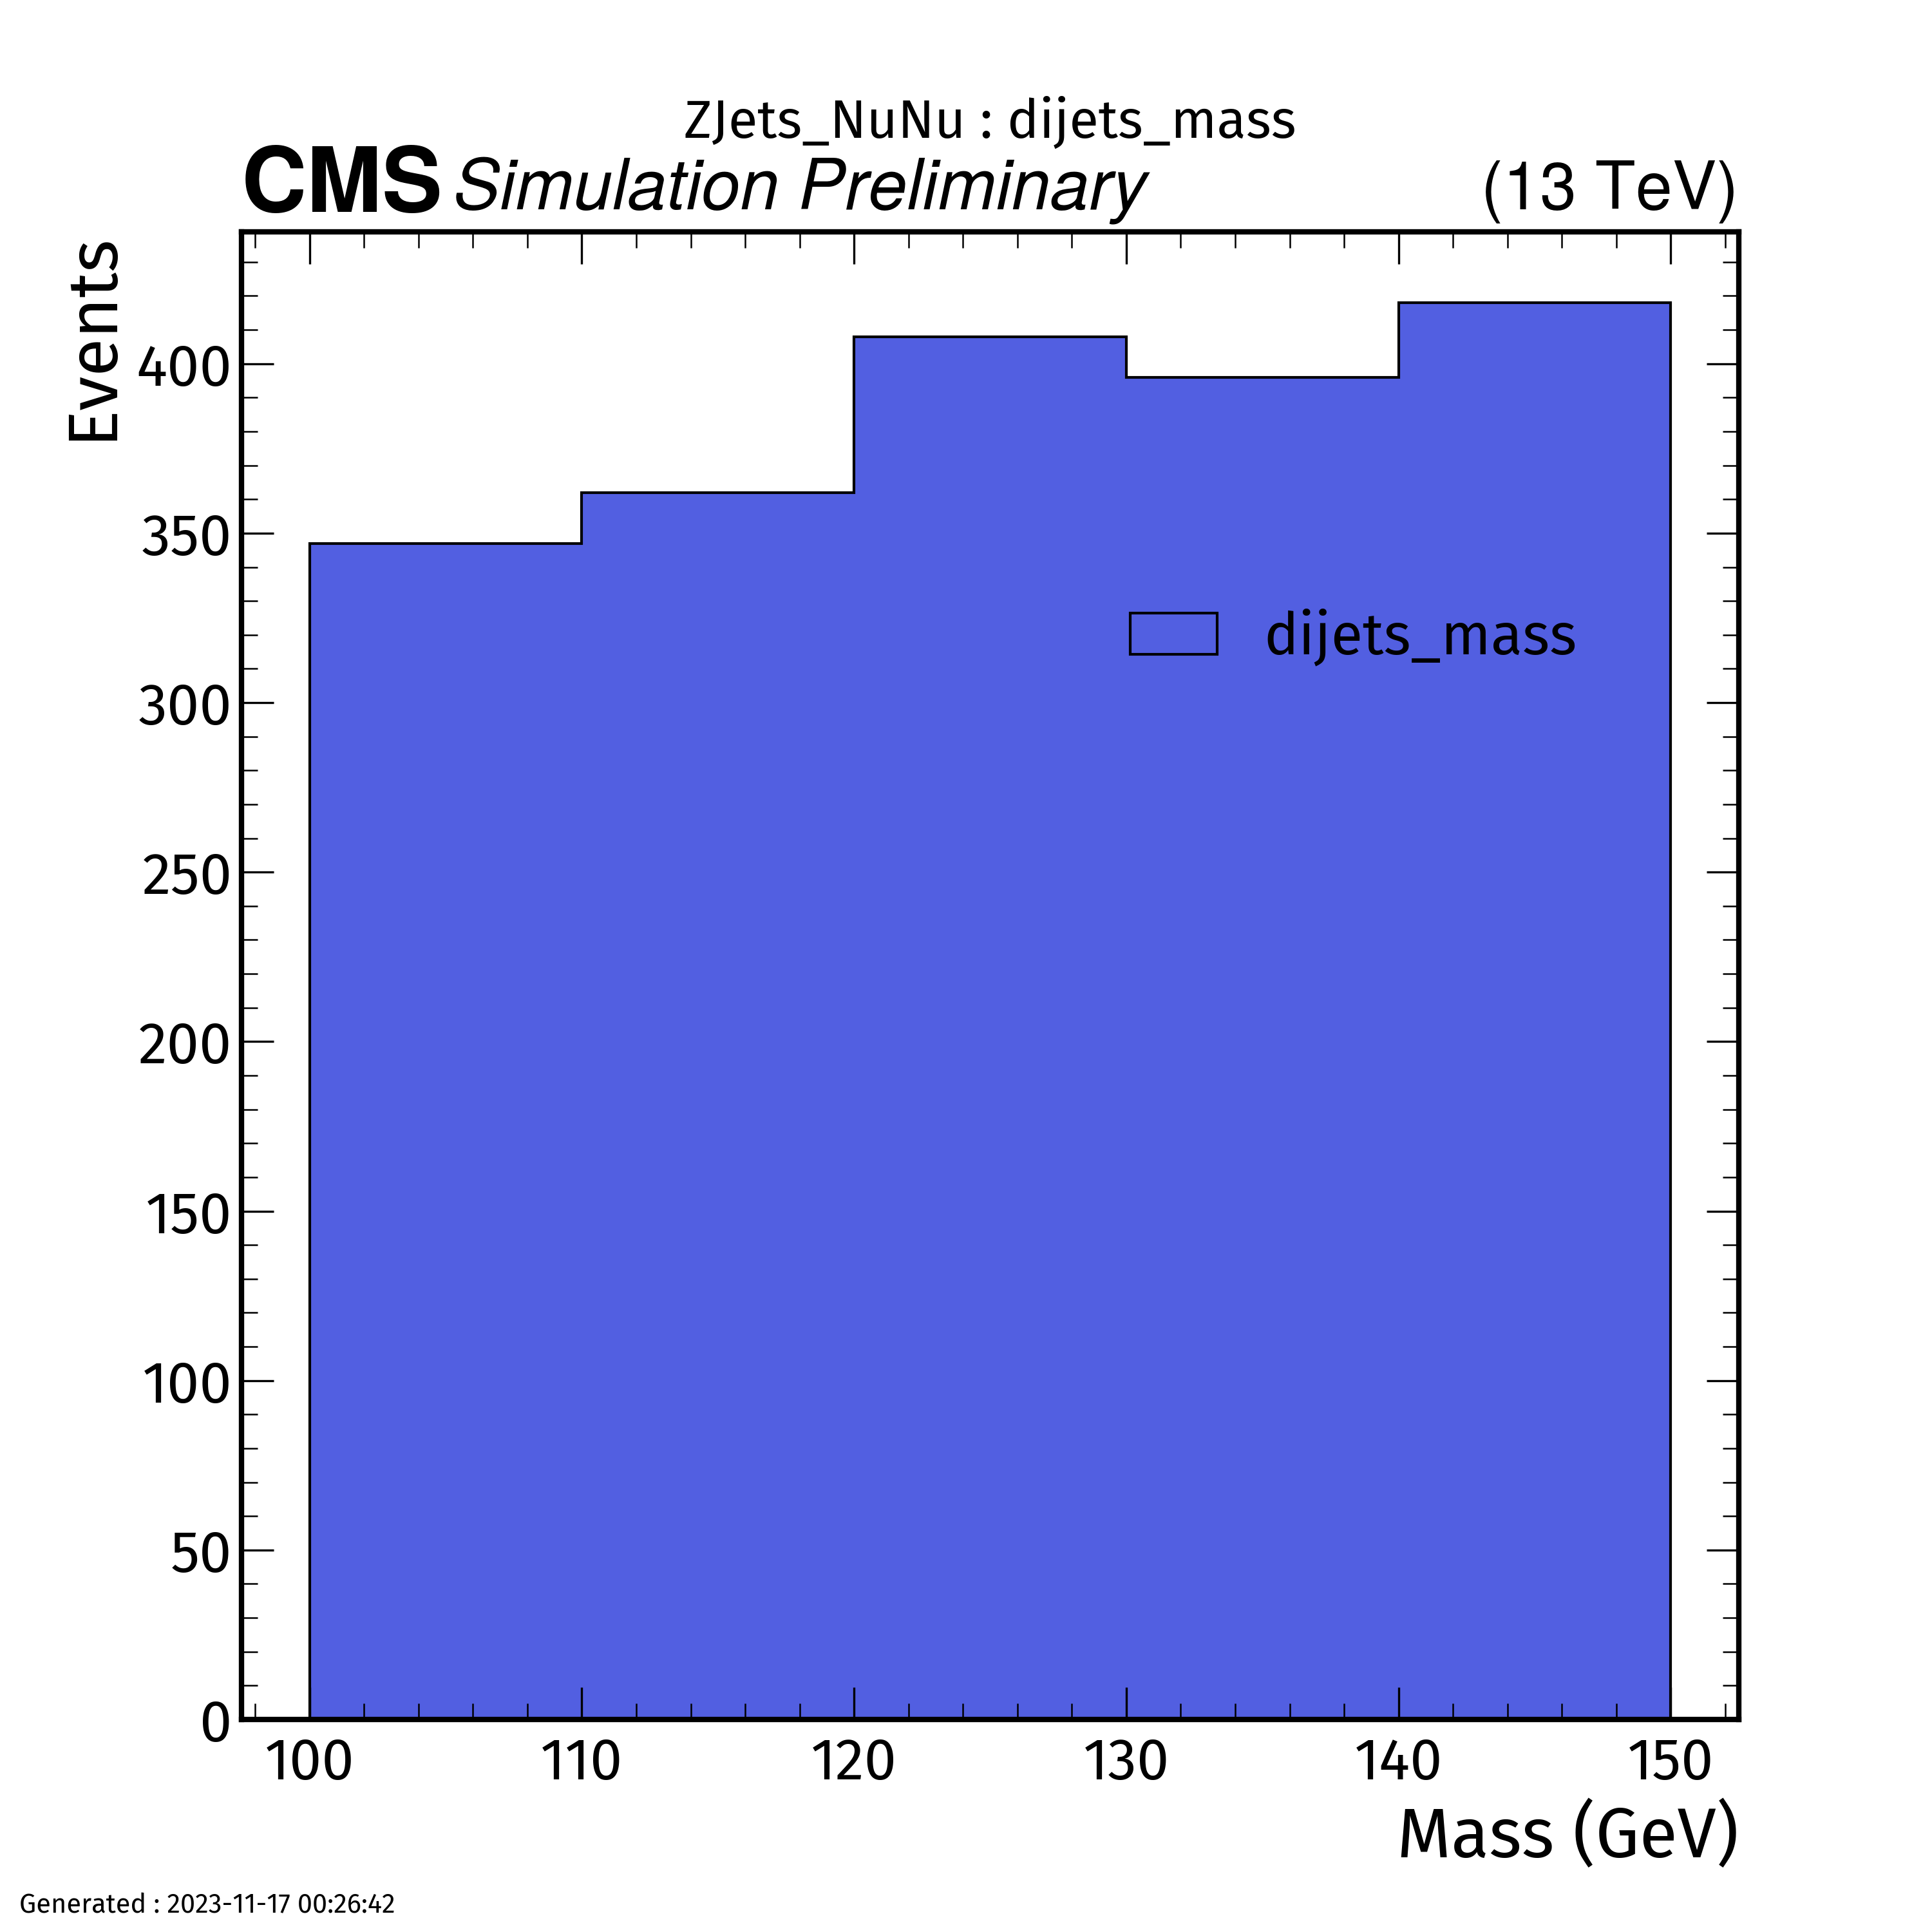 ZJets_NuNu : dijets_mass
CMS Simulation Preliminary (13 TeV)
Events
400
350
dijets_mass
300
250
200
150
100
50
0
100 110 120 130 140 150
Mass (GeV)
Generated : 2023-11-17 00:26:42